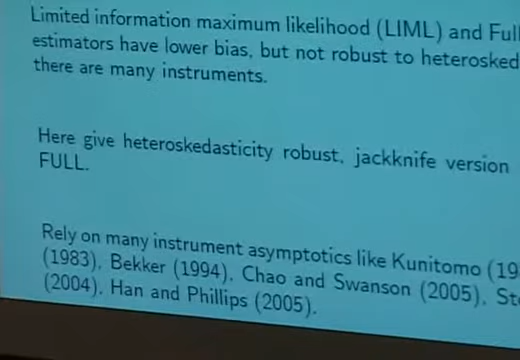 Limited information maximum likelihood (LIML) and Full
estimators have lower bias, but not robust to heterosked
there are many instruments.
Here give heteroskedasticity robust, jackknife version
FULL.
Rely on many instrument asymptotics like Kunitomo (19
(1983), Bekker (1994), Chao and Swanson (2005), St
(2004), Han and Phillips (2005).